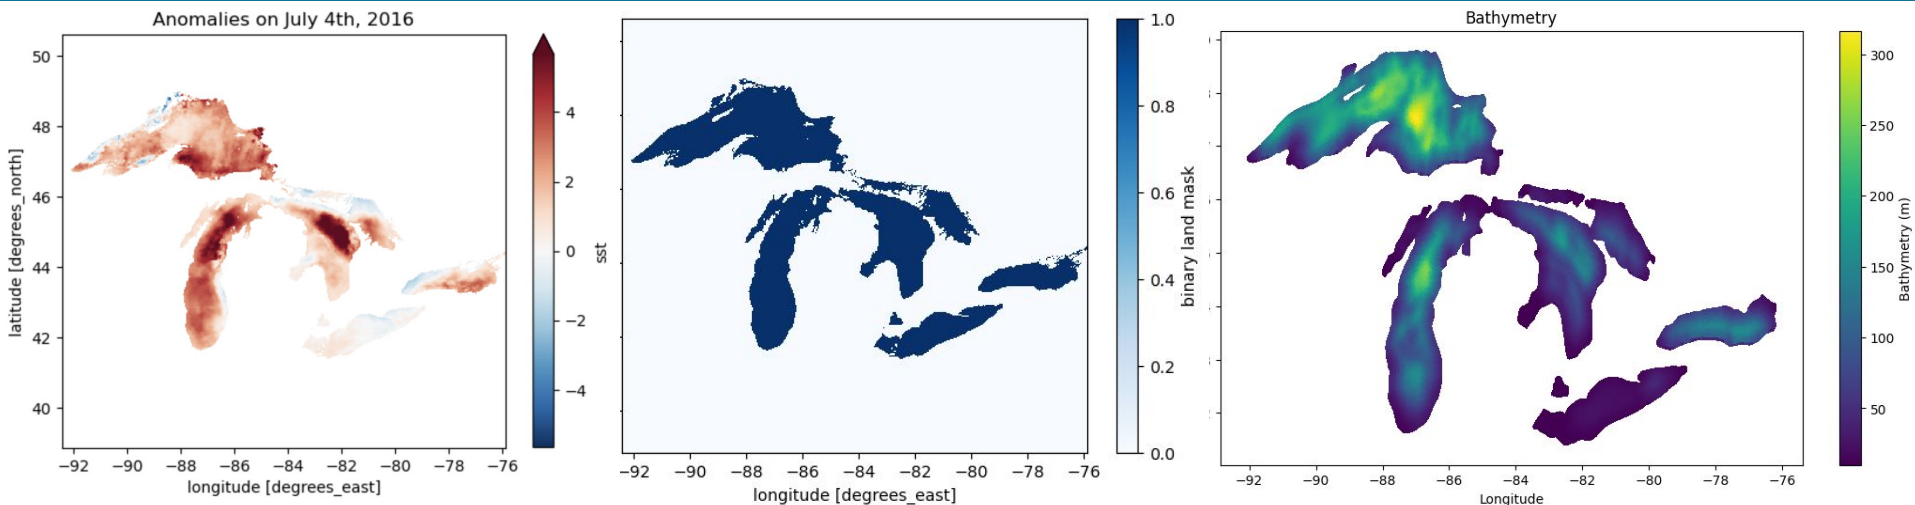 Anomalies on July 4th, 2016
50
48
46
44
42
40
latitude [degrees_north]
−92 −90 −88 −86 −84 −82 −80 −78 −76
longitude [degrees_east]
4
2
0
−2
−4
sst
−92 −90 −88 −86 −84 −82 −80 −78 −76
longitude [degrees_east]
1.0
0.8
0.6
0.4
0.2
0.0
binary land mask
Bathymetry
−92 −90 −88 −86 −84 −82 −80 −78 −76
Longitude
300
250
200
150
100
50
Bathymetry (m)